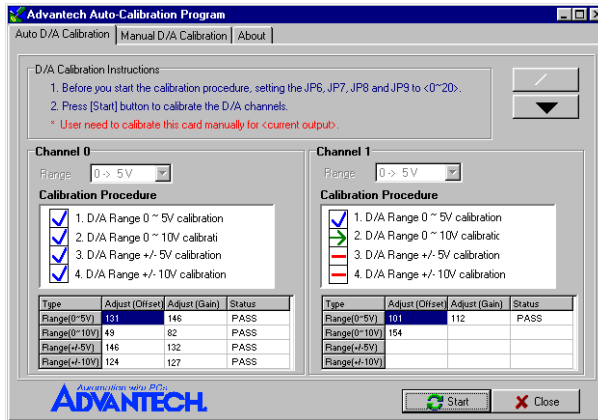 Advantech Auto-Calibration Program
Auto D/A Calibration Manual D/A Calibration About
D/A Calibration Instructions
1. Before you start the calibration procedure, setting the JP6, JP7, JP8 and JP9 to <0~20>.
2. Press [Start] button to calibrate the D/A channels.
* User need to calibrate this card manually for <current output>.
Channel 0
Range 0-> 5V
Calibration Procedure
1. D/A Range 0 ~ 5V calibration
2. D/A Range 0 ~ 10V calibrati
3. D/A Range +/- 5V calibration
4. D/A Range +/- 10V calibration
Type Adjust (Offset) Adjust (Gain) Status
Range(0~5V) 131 146 PASS
Range(0~10V) 49 82 PASS
Range(+/-5V) 146 132 PASS
Range(+/-10V) 124 127 PASS
Channel 1
Range 0-> 5V
Calibration Procedure
1. D/A Range 0 ~ 5V calibration
2. D/A Range 0 ~ 10V calibratic
3. D/A Range +/- 5V calibration
4. D/A Range +/- 10V calibration
Type Adjust (Offset) Adjust (Gain) Status
Range(0~5V) 101 112 PASS
Range(0~10V) 154
Range(+/-5V)
Range(+/-10V)
Automation with PCs
ADVANTECH.
Start Close